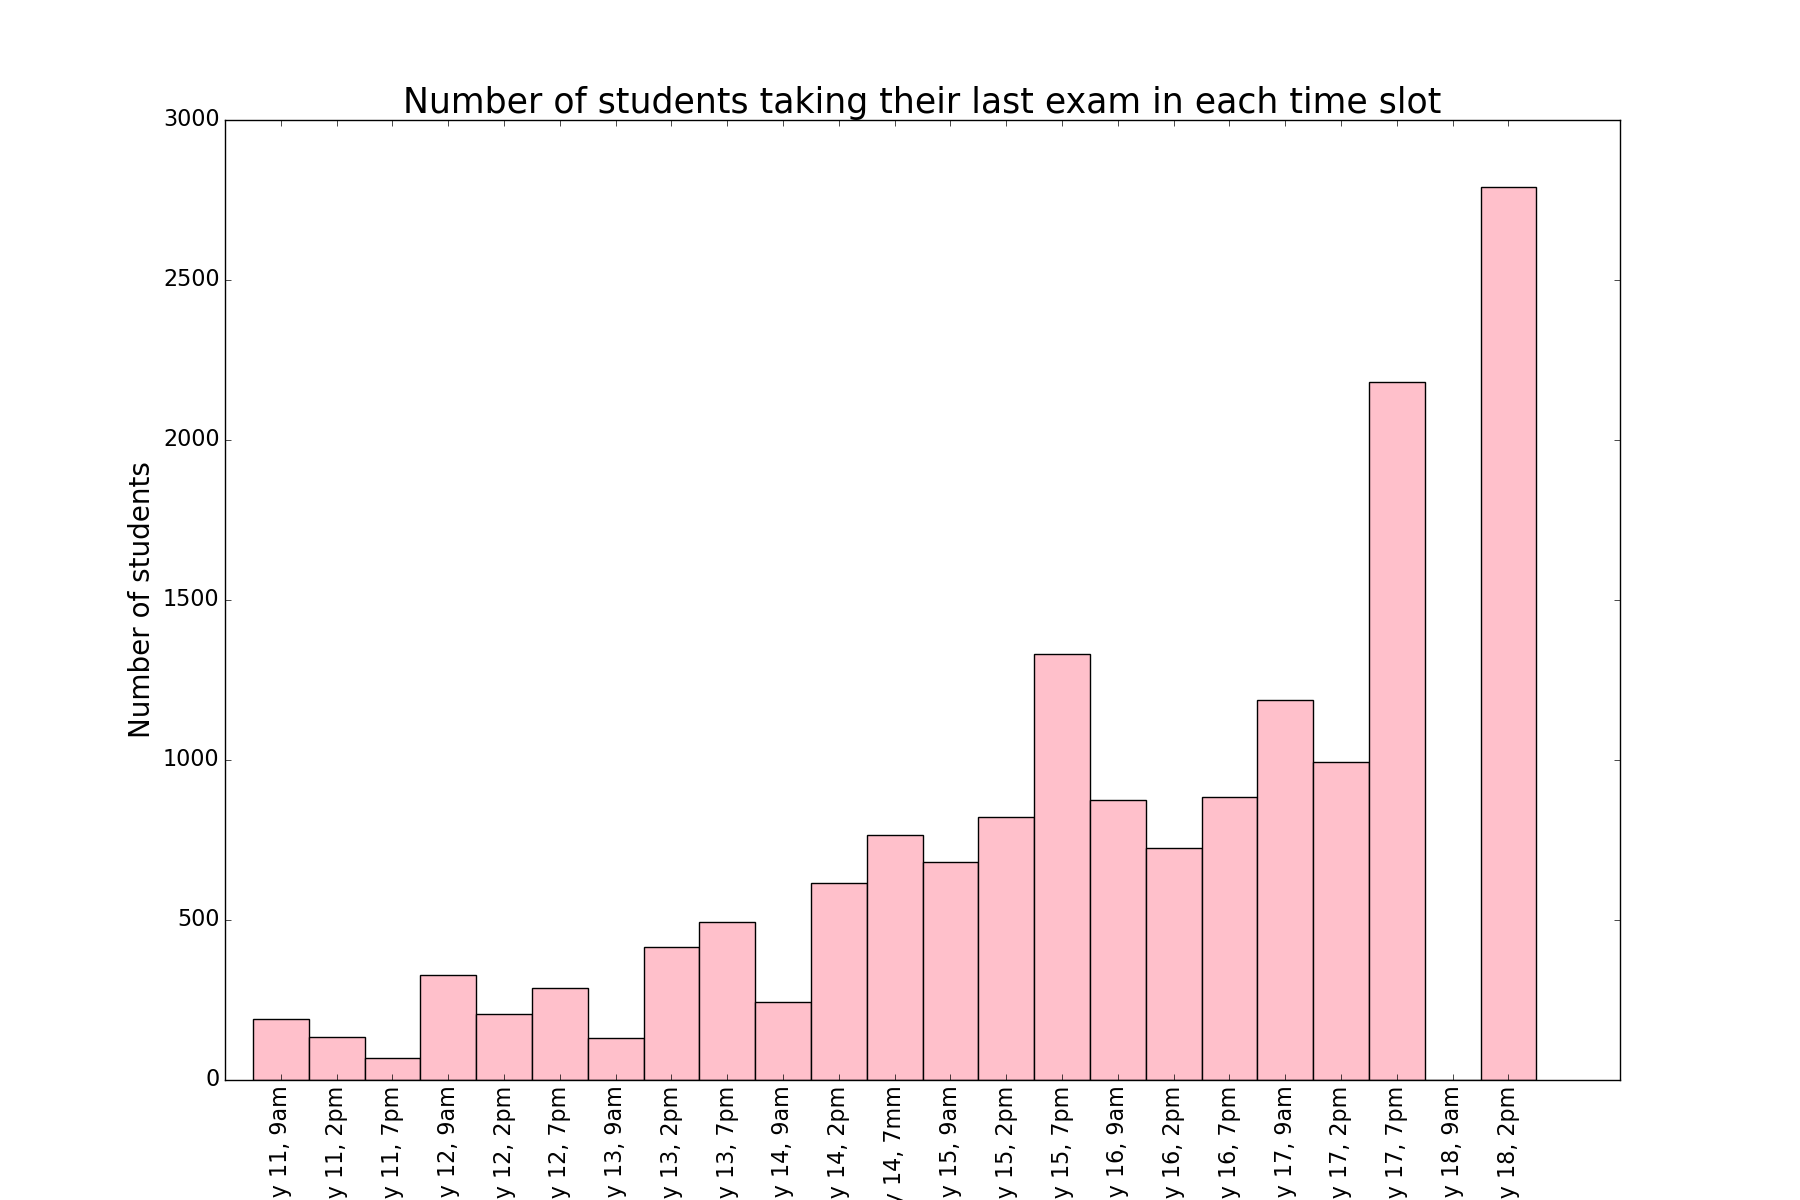 Number of students taking their last exam in each time slot
3000
2500
2000
1500
1000
500
0
Number of students
y 11, 9am
y 11, 2pm
y 11, 7pm
y 12, 9am
y 12, 2pm
y 12, 7pm
y 13, 9am
y 13, 2pm
y 13, 7pm
y 14, 9am
y 14, 2pm
y 14, 7mm
y 15, 9am
y 15, 2pm
y 15, 7pm
y 16, 9am
y 16, 2pm
y 16, 7pm
y 17, 9am
y 17, 2pm
y 17, 7pm
y 18, 9am
y 18, 2pm